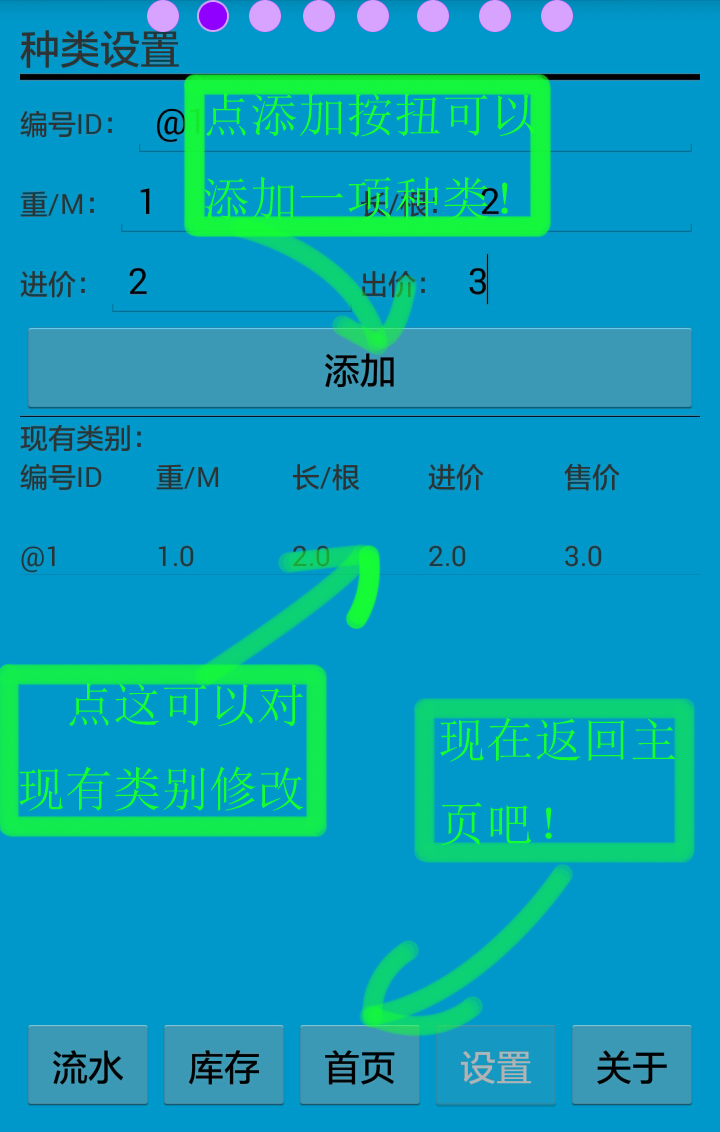 种类设置
编号ID： @1
点添加按扭可以
添加一项种类！
重/M： 1 长/根： 2
进价： 2 出价： 3
添加
现有类别：
编号ID 重/M 长/根 进价 售价
@1 1.0 2.0 2.0 3.0
点这可以对
现有类别修改
现在返回主
页吧！
流水 库存 首页 设置 关于